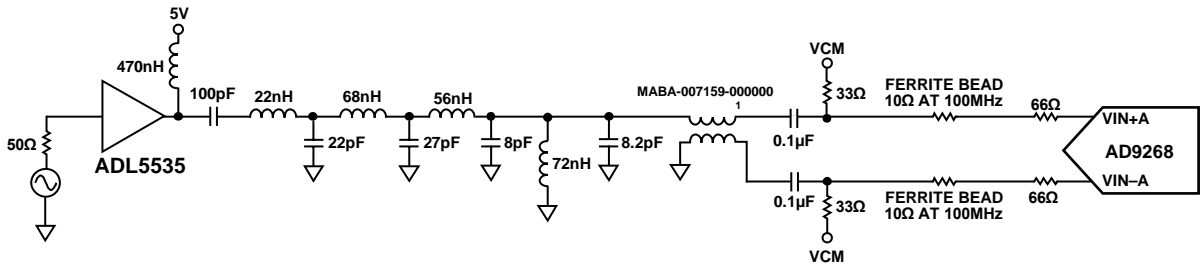 5V
470nH
100pF
22nH
68nH
56nH
MABA-007159-000000
1
VCM
33Ω
FERRITE BEAD
10Ω AT 100MHz
66Ω
VIN+A
50Ω
ADL5535
22pF
27pF
8pF
72nH
8.2pF
0.1µF
AD9268
0.1µF
33Ω
FERRITE BEAD
10Ω AT 100MHz
66Ω
VIN–A
VCM